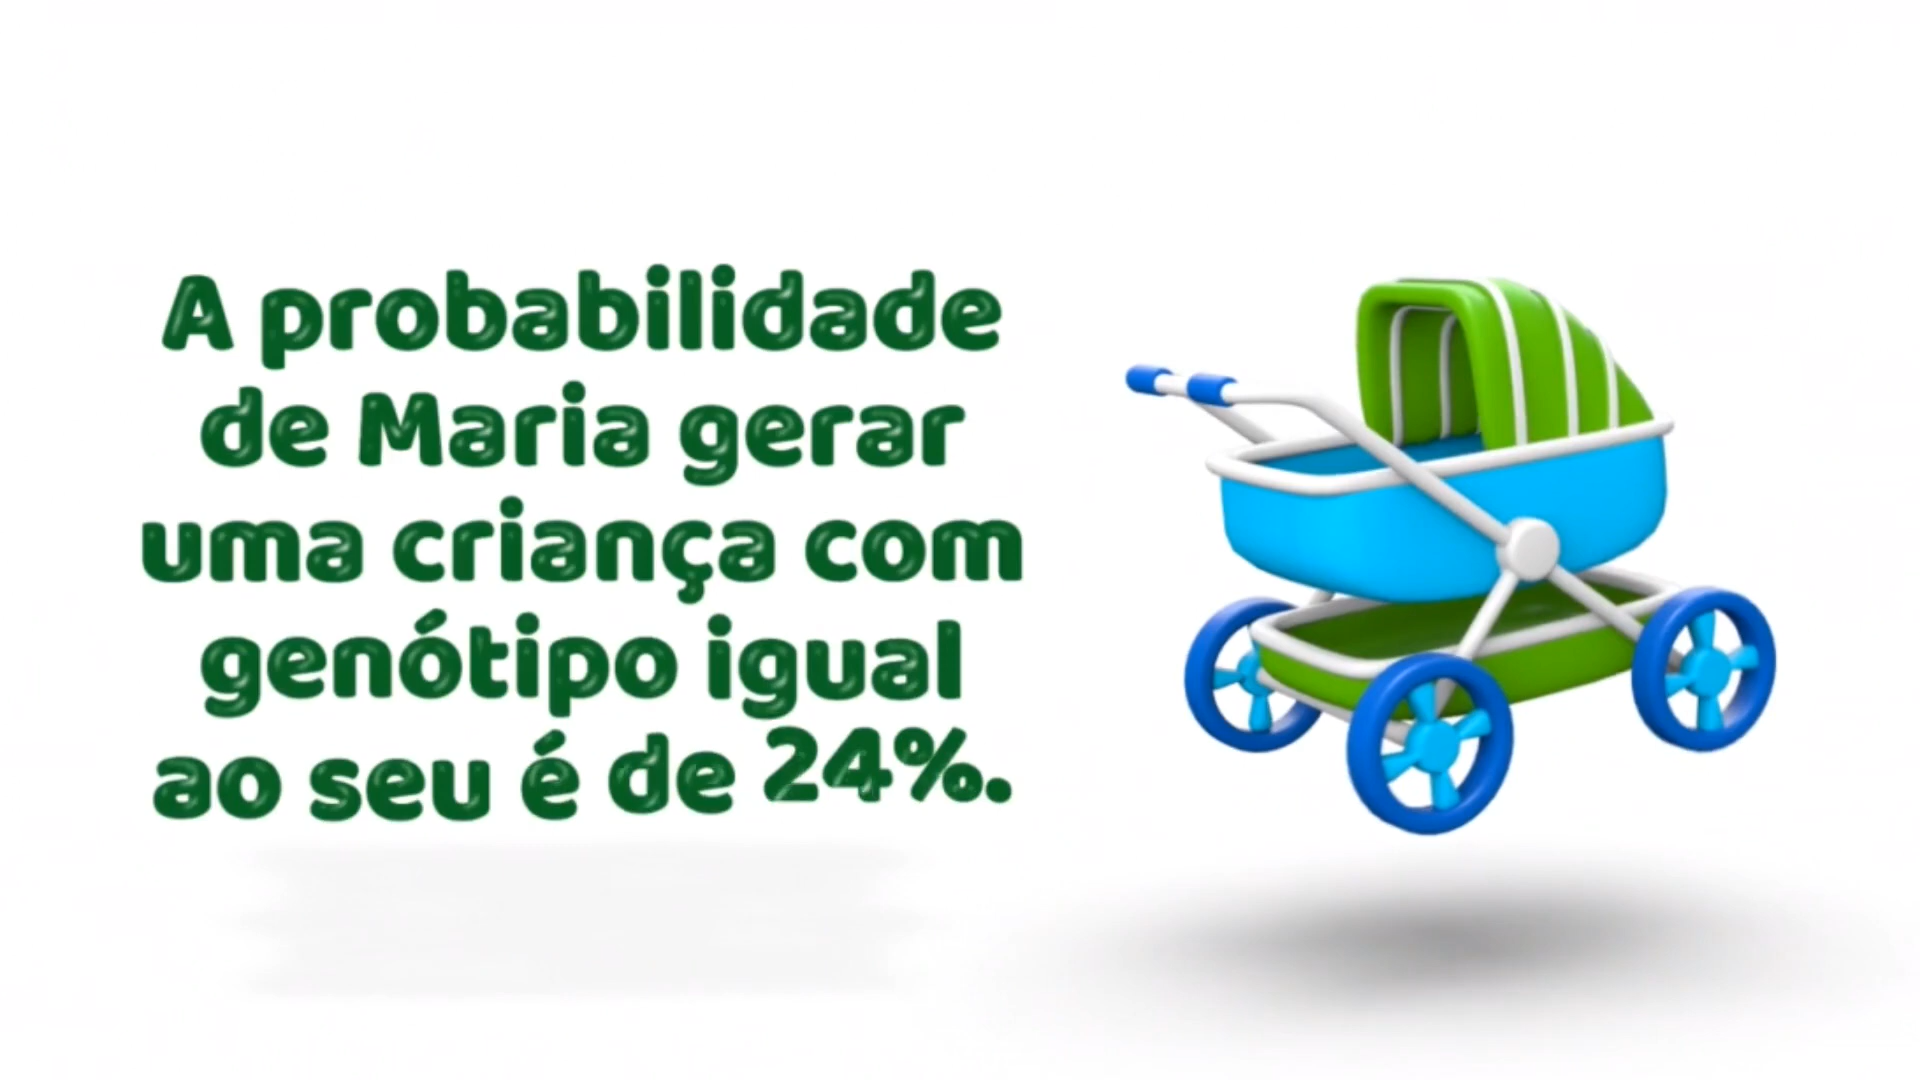 A probabilidade
de Maria gerar
uma criança com
genótipo igual
ao seu é de 24%.